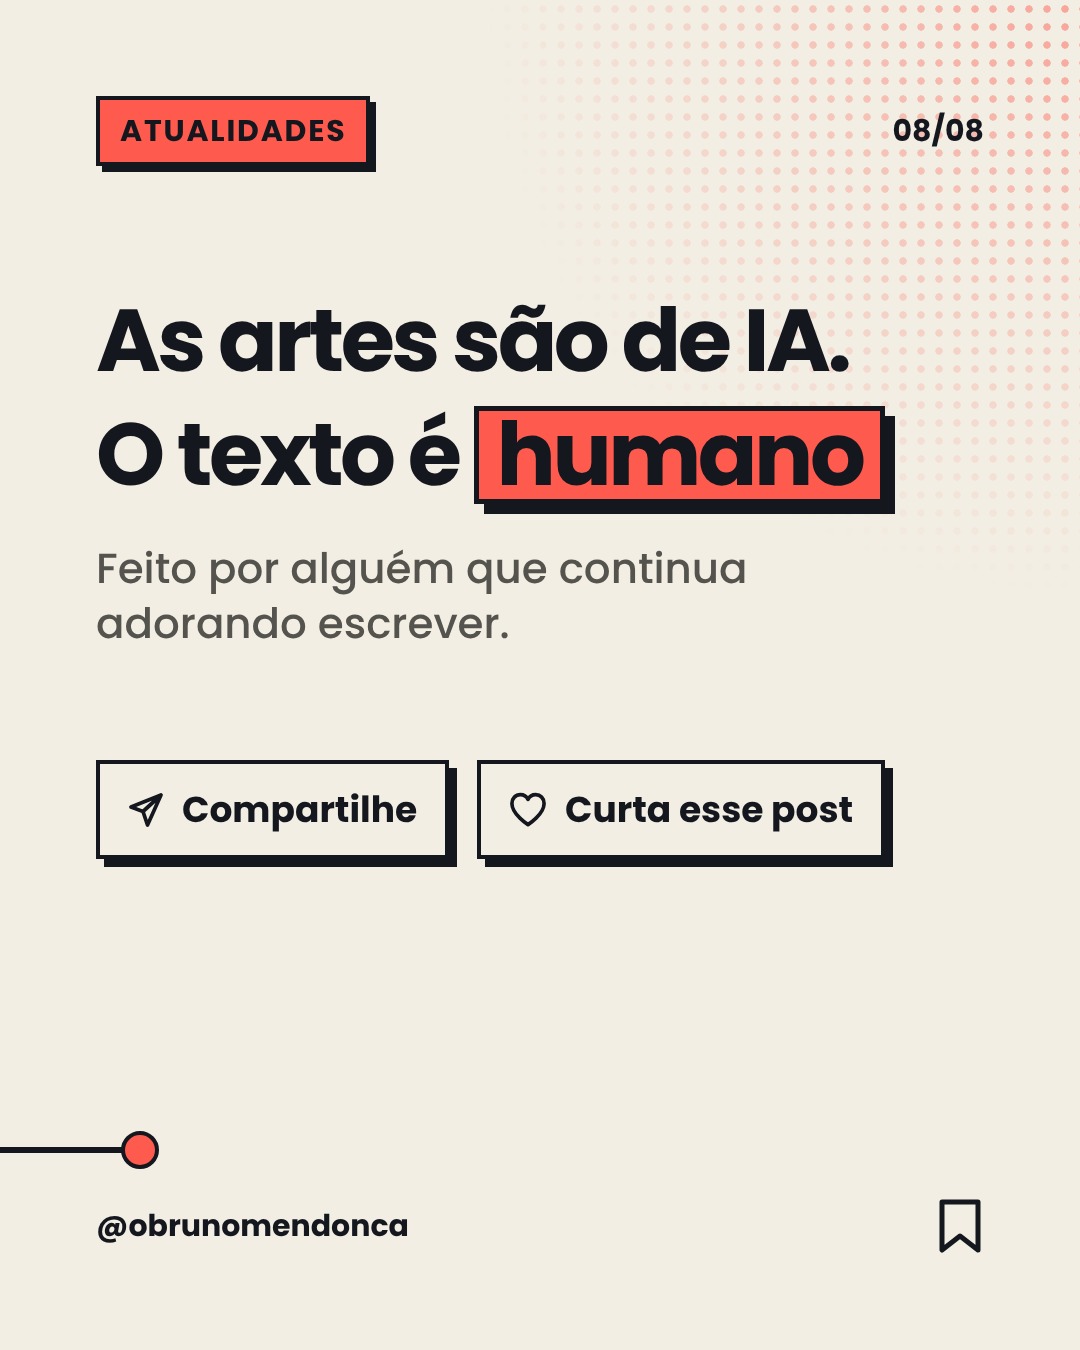 ATUALIDADES
08/08
As artes são de IA.
O texto é humano
Feito por alguém que continua
adorando escrever.
Compartilhe
Curta esse post
@obrunomendonca